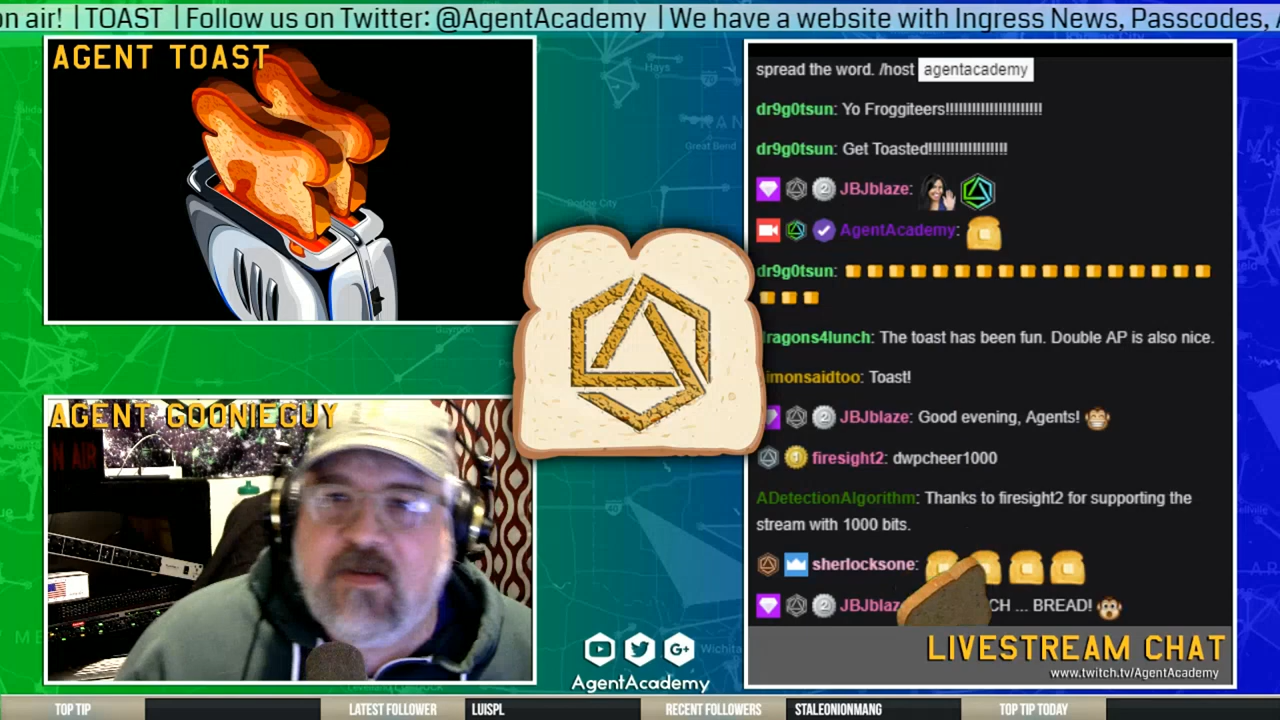 on air! | TOAST | Follow us on Twitter: @AgentAcademy | We have a website with Ingress News, Passcodes,
AGENT TOAST
AGENT GOONIEGUY
N AIR
spread the word. /host agentacademy
dr9g0tsun: Yo Froggiteers!!!!!!!!!!!!!!!!!!!!!!
dr9g0tsun: Get Toasted!!!!!!!!!!!!!!!!!!
JBJblaze:
AgentAcademy:
dr9g0tsun:
ragons4lunch: The toast has been fun. Double AP is also nice.
imonsaidtoo: Toast!
JBJblaze: Good evening, Agents!
firesight2: dwpcheer1000
ADetectionAlgorithm: Thanks to firesight2 for supporting the
stream with 1000 bits.
sherlocksone:
JBJblaz CH ... BREAD!
LIVESTREAM CHAT
www.twitch.tv/AgentAcademy
G+
AgentAcademy
TOP TIP
LATEST FOLLOWER LUISPL
RECENT FOLLOWERS STALEONIONMANG
TOP TIP TODAY